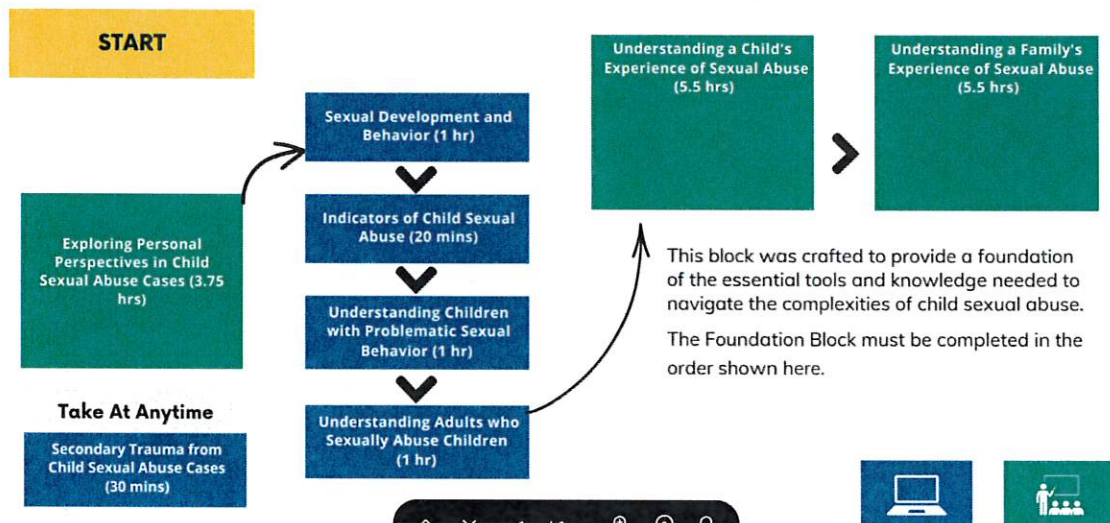 START
Exploring Personal
Perspectives in Child
Sexual Abuse Cases (3.75
hrs)
Take At Anytime
Secondary Trauma from
Child Sexual Abuse Cases
(30 mins)
Sexual Development and
Behavior (1 hr)
Indicators of Child Sexual
Abuse (20 mins)
Understanding Children
with Problematic Sexual
Behavior (1 hr)
Understanding Adults who
Sexually Abuse Children
(1 hr)
Understanding a Child's
Experience of Sexual Abuse
(5.5 hrs)
Understanding a Family's
Experience of Sexual Abuse
(5.5 hrs)
This block was crafted to provide a foundation
of the essential tools and knowledge needed to
navigate the complexities of child sexual abuse.
The Foundation Block must be completed in the
order shown here.